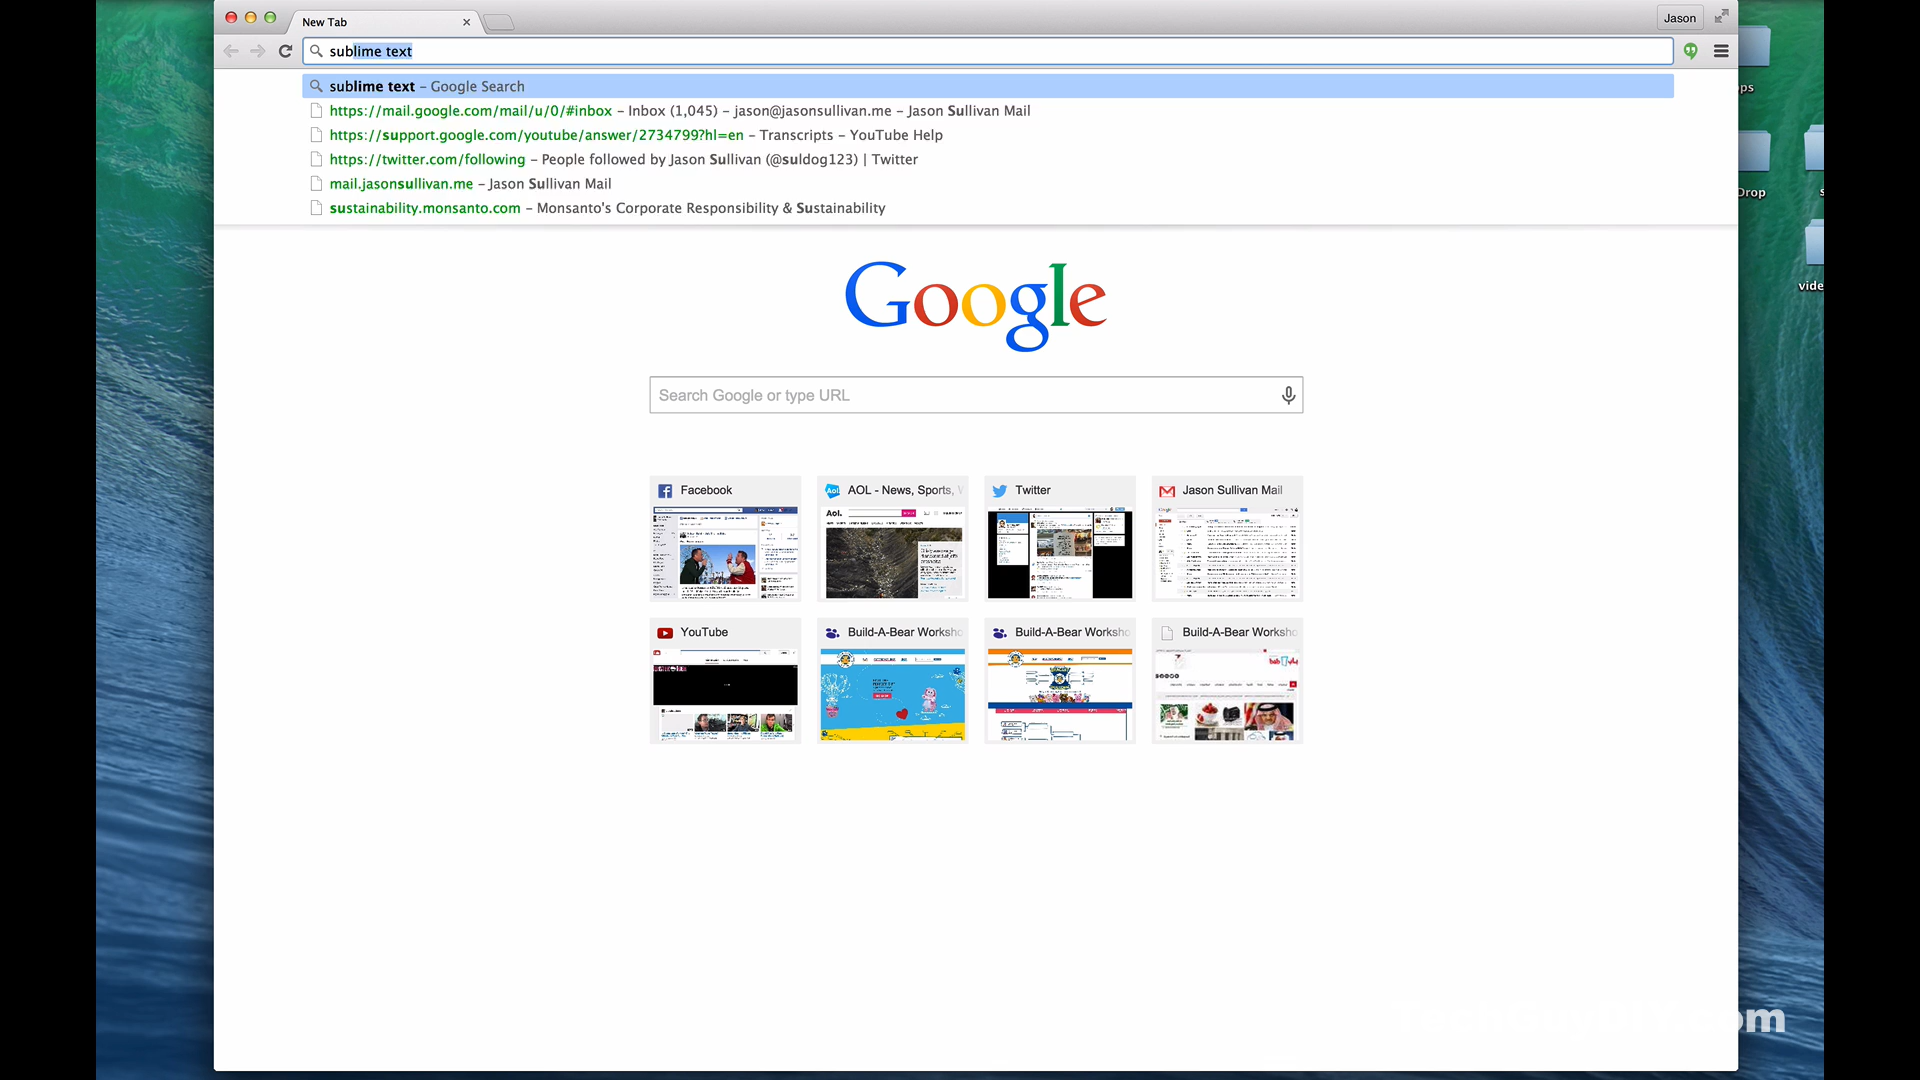 New Tab
Jason
sublime text
sublime text – Google Search
https://mail.google.com/mail/u/0/#inbox – Inbox (1,045) – jason@jasonsullivan.me – Jason Sullivan Mail
https://support.google.com/youtube/answer/2734799?hl=en – Transcripts – YouTube Help
https://twitter.com/following – People followed by Jason Sullivan (@suldog123) | Twitter
mail.jasonsullivan.me – Jason Sullivan Mail
sustainability.monsanto.com – Monsanto's Corporate Responsibility & Sustainability
ps
Drop
s
vide
Google
Search Google or type URL
Facebook
AOL - News, Sports,
Twitter
Jason Sullivan Mail
Aol.
YouTube
Build-A-Bear Worksho
Build-A-Bear Worksho
Build-A-Bear Worksho
om